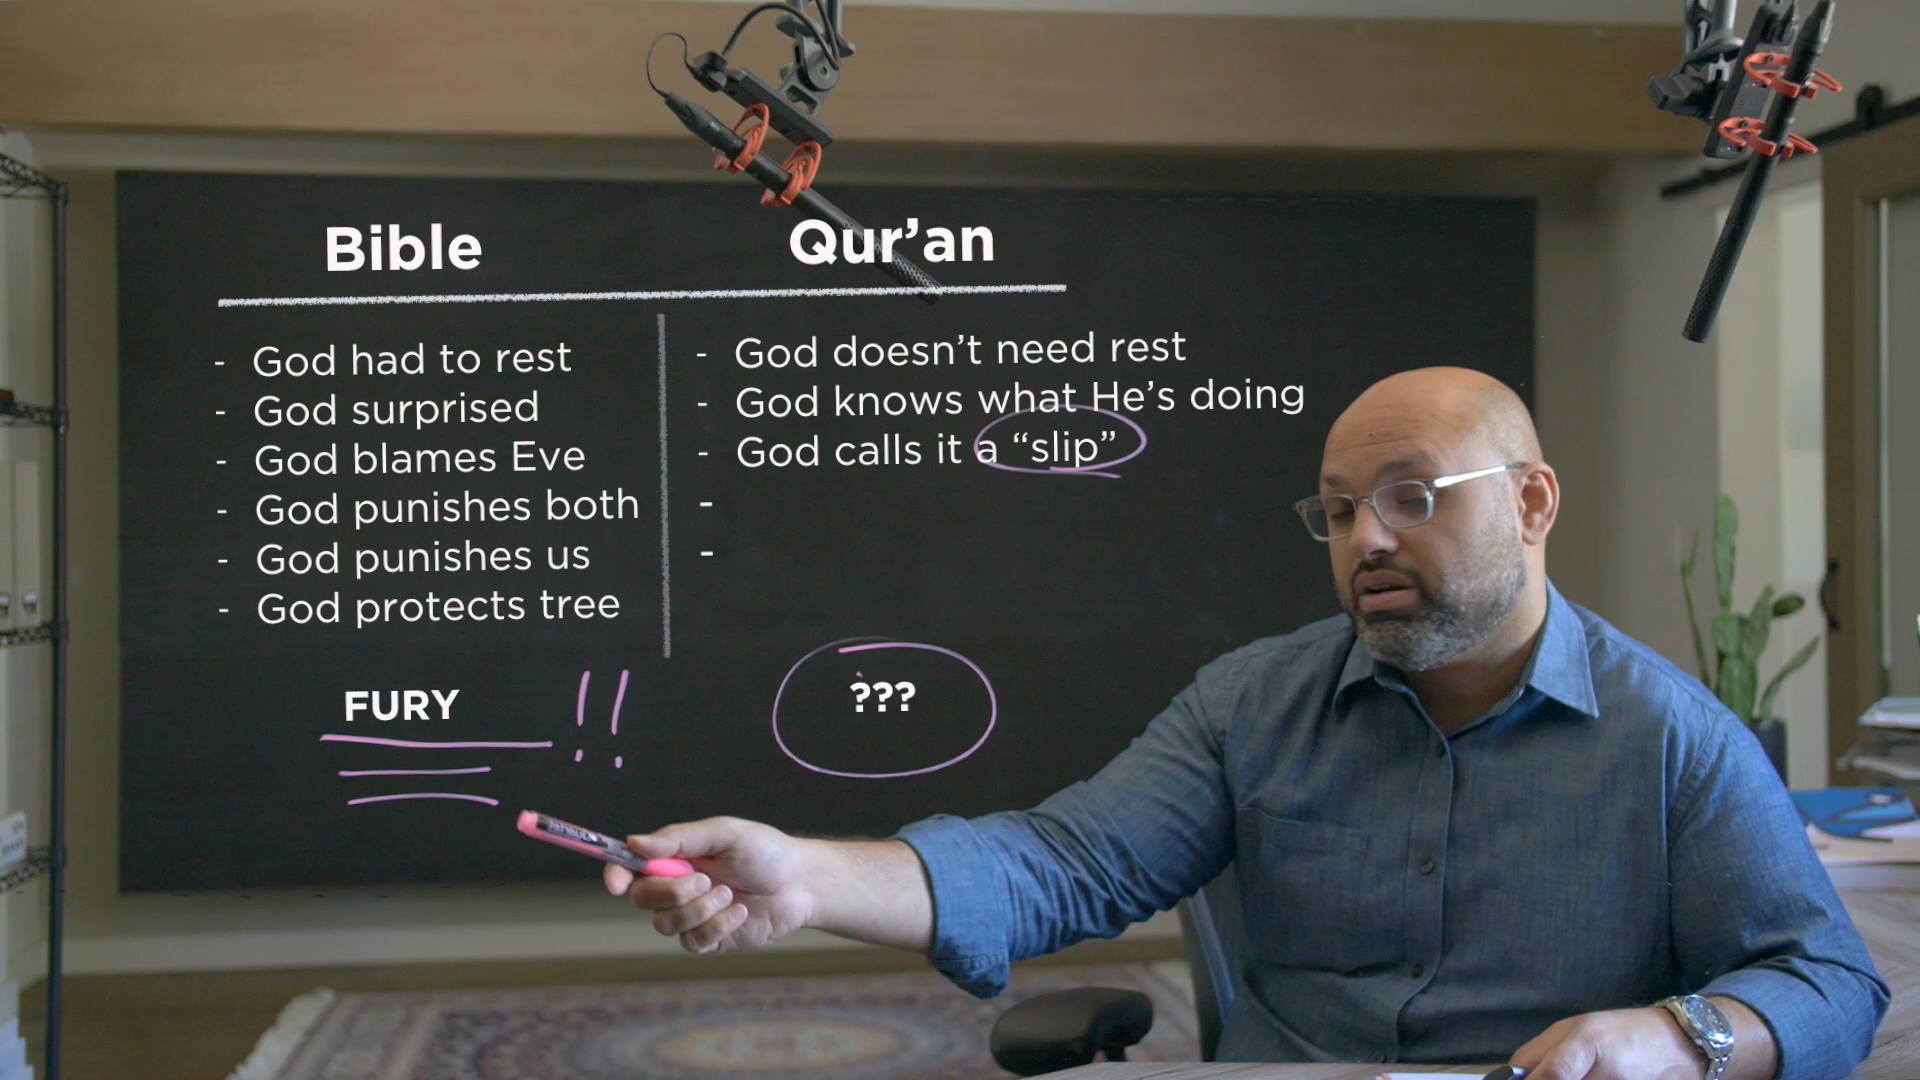 Bible
Qur’an
- God had to rest
- God surprised
- God blames Eve
- God punishes both
- God punishes us
- God protects tree
FURY !!
- God doesn’t need rest
- God knows what He’s doing
- God calls it a “slip”
-
-
???